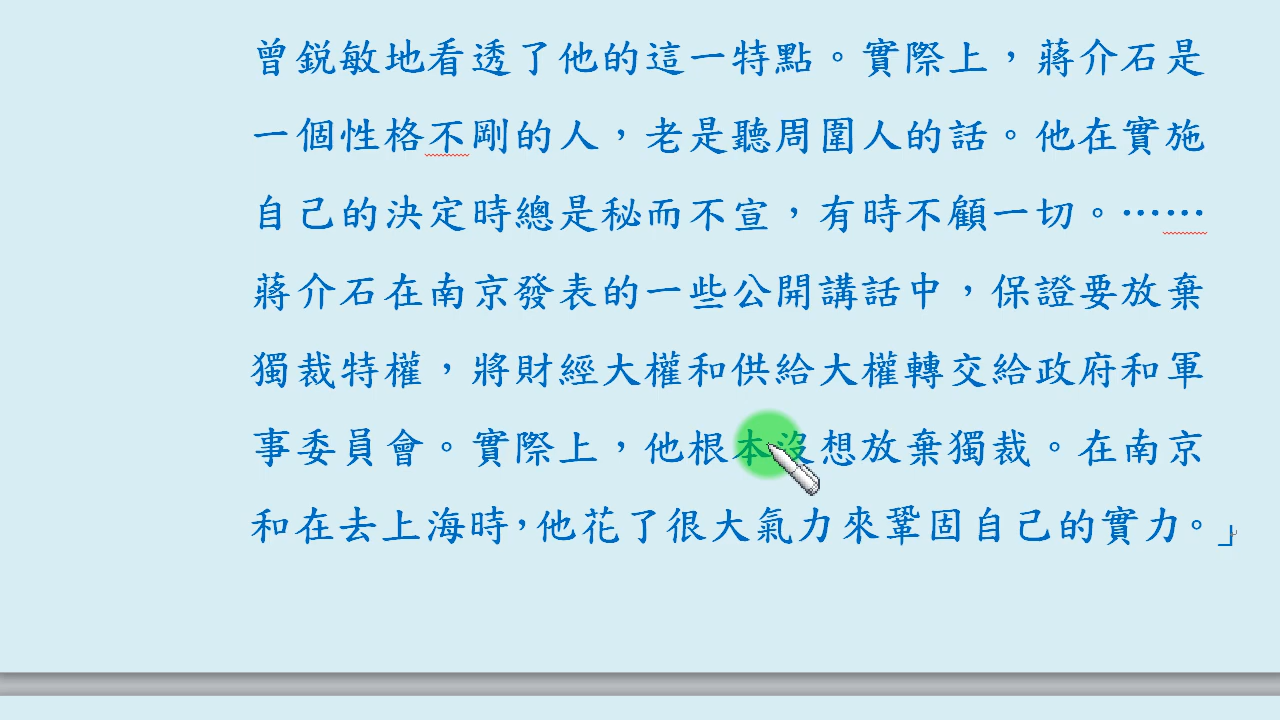 曾鋭敏地看透了他的這一特點。實際上，蔣介石是
一個性格不剛的人，老是聽周圍人的話。他在實施
自己的決定時總是秘而不宣，有時不顧一切。……
蔣介石在南京發表的一些公開講話中，保證要放棄
獨裁特權，將財經大權和供給大權轉交給政府和軍
事委員會。實際上，他根本沒想放棄獨裁。在南京
和在去上海時，他花了很大氣力來鞏固自己的實力。」